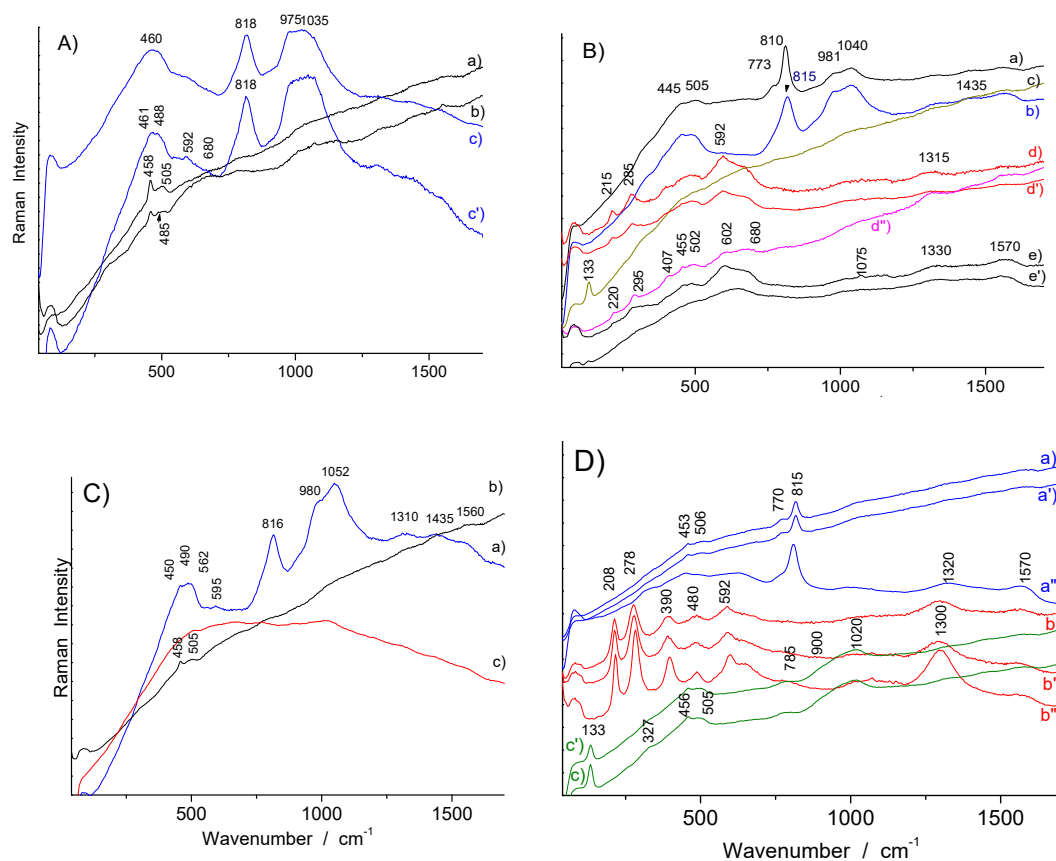 A)
818
975 1035
460
a)
818
b)
461
488
c)
592
680
458
505
485
c')
Raman Intensity
500
1000
1500
B)
810
1040
773
981
a)
815
c)
445
505
1435
b)
592
215
285
1315
d)
d')
d")
133
602
680
455
502
407
220
295
1075
1330
1570
e)
e')
500
1000
1500
C)
1052
980
b)
816
1310
1435
1560
a)
450
490
562
595
458
505
c)
Raman Intensity
500
1000
1500
Wavenumber / cm-1
D)
a)
a')
815
770
453
506
208
278
1320
1570
a"
390
480
592
b
785
900
1020
1300
b'
b"
133
327
456
505
c')
c)
500
1000
1500
Wavenumber / cm-1